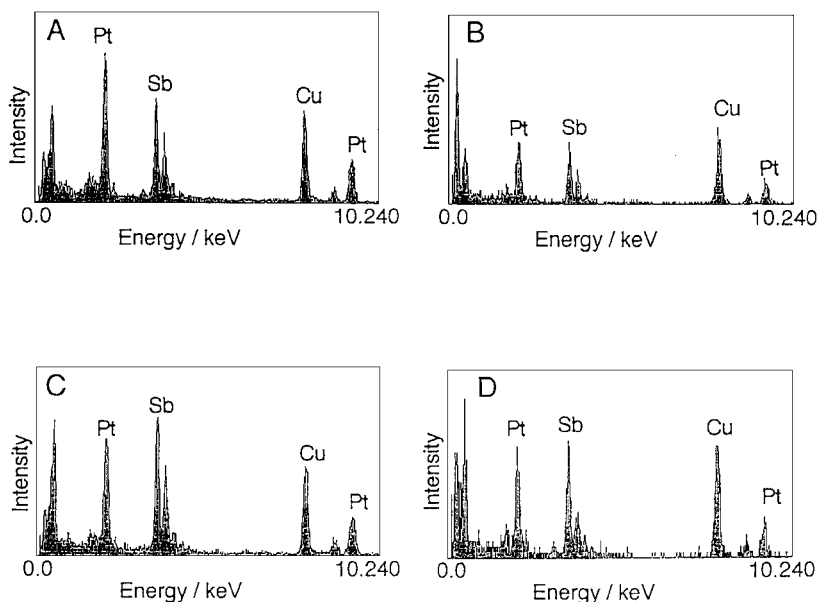 A
Pt
Sb
Cu
Pt
Intensity
0.0
10.240
Energy / keV
B
Pt
Sb
Cu
Pt
Intensity
0.0
10.240
Energy / keV
C
Pt
Sb
Cu
Pt
Intensity
0.0
10.240
Energy / keV
D
Pt
Sb
Cu
Pt
Intensity
0.0
10.240
Energy / keV